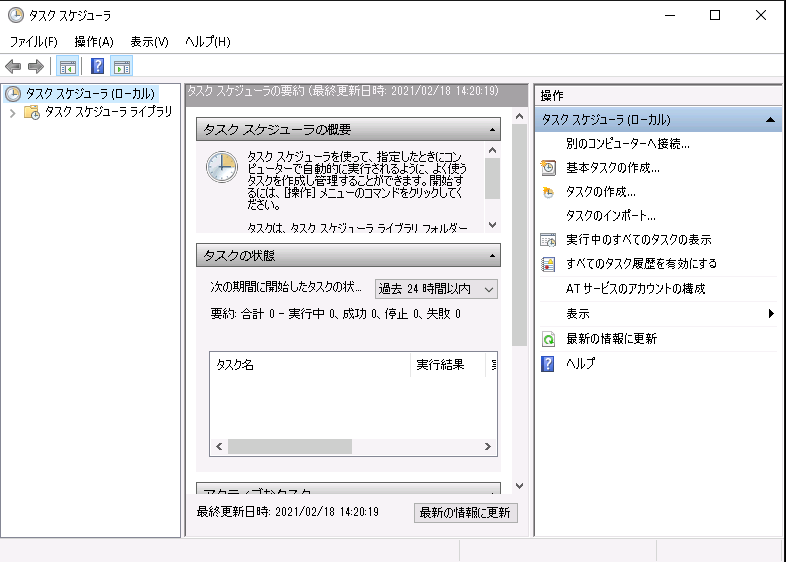 タスク スケジューラ
ファイル(F) 操作(A) 表示(V) ヘルプ(H)
タスク スケジューラ (ローカル)
タスク スケジューラ ライブラリ
タスク スケジューラの要約 (最終更新日時: 2021/02/18 14:20:19)
タスク スケジューラの概要
タスク スケジューラを使って、指定したときにコン
ピューターで自動的に実行されるように、よく使う
タスクを作成し管理することができます。開始す
るには、[操作] メニューのコマンドをクリックしてく
ださい。
タスクは、タスク スケジューラ ライブラリ フォルダー
タスクの状態
次の期間に開始したタスクの状...
過去 24 時間以内
要約: 合計 0 - 実行中 0、成功 0、停止 0、失敗 0
タスク名 実行結果
アクティブなタスク
最終更新日時: 2021/02/18 14:20:19
最新の情報に更新
操作
タスク スケジューラ (ローカル)
別のコンピューターへ接続...
基本タスクの作成...
タスクの作成...
タスクのインポート...
実行中のすべてのタスクの表示
すべてのタスク履歴を有効にする
AT サービスのアカウントの構成
表示
最新の情報に更新
ヘルプ